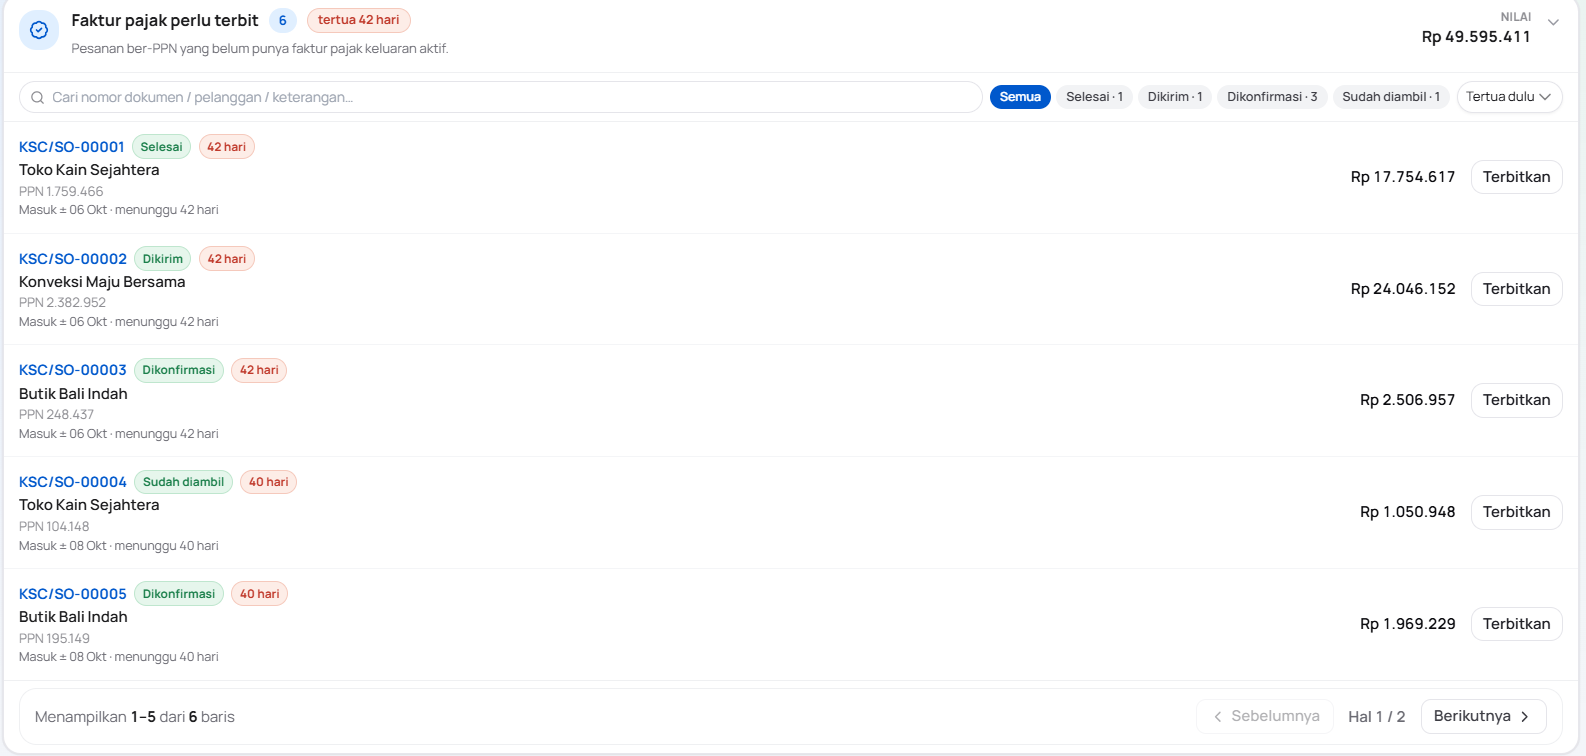 Faktur pajak perlu terbit 6 tertua 42 hari
Pesanan ber-PPN yang belum punya faktur pajak keluaran aktif.
NILAI
Rp 49.595.411
Cari nomor dokumen / pelanggan / keterangan...
Semua Selesai · 1 Dikirim · 1 Dikonfirmasi · 3 Sudah diambil · 1 Tertua dulu
KSC/SO-00001 Selesai 42 hari
Toko Kain Sejahtera
PPN 1.759.466
Masuk ± 06 Okt · menunggu 42 hari
Rp 17.754.617 Terbitkan
KSC/SO-00002 Dikirim 42 hari
Konveksi Maju Bersama
PPN 2.382.952
Masuk ± 06 Okt · menunggu 42 hari
Rp 24.046.152 Terbitkan
KSC/SO-00003 Dikonfirmasi 42 hari
Butik Bali Indah
PPN 248.437
Masuk ± 06 Okt · menunggu 42 hari
Rp 2.506.957 Terbitkan
KSC/SO-00004 Sudah diambil 40 hari
Toko Kain Sejahtera
PPN 104.148
Masuk ± 08 Okt · menunggu 40 hari
Rp 1.050.948 Terbitkan
KSC/SO-00005 Dikonfirmasi 40 hari
Butik Bali Indah
PPN 195.149
Masuk ± 08 Okt · menunggu 40 hari
Rp 1.969.229 Terbitkan
Menampilkan 1–5 dari 6 baris
Sebelumnya Hal 1 / 2 Berikutnya